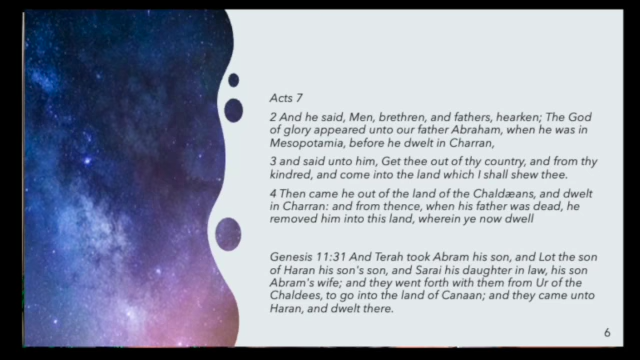 Acts 7
2 And he said, Men, brethren, and fathers, hearken; The God
of glory appeared unto our father Abraham, when he was in
Mesopotamia, before he dwelt in Charran,
3 and said unto him, Get thee out of thy country, and from thy
kindred, and come into the land which I shall shew thee.
4 Then came he out of the land of the Chaldæans, and dwelt
in Charran: and from thence, when his father was dead, he
removed him into this land, wherein ye now dwell
Genesis 11:31 And Terah took Abram his son, and Lot the son
of Haran his son's son, and Sarai his daughter in law, his son
Abram's wife; and they went forth with them from Ur of the
Chaldees, to go into the land of Canaan; and they came unto
Haran, and dwelt there.
6